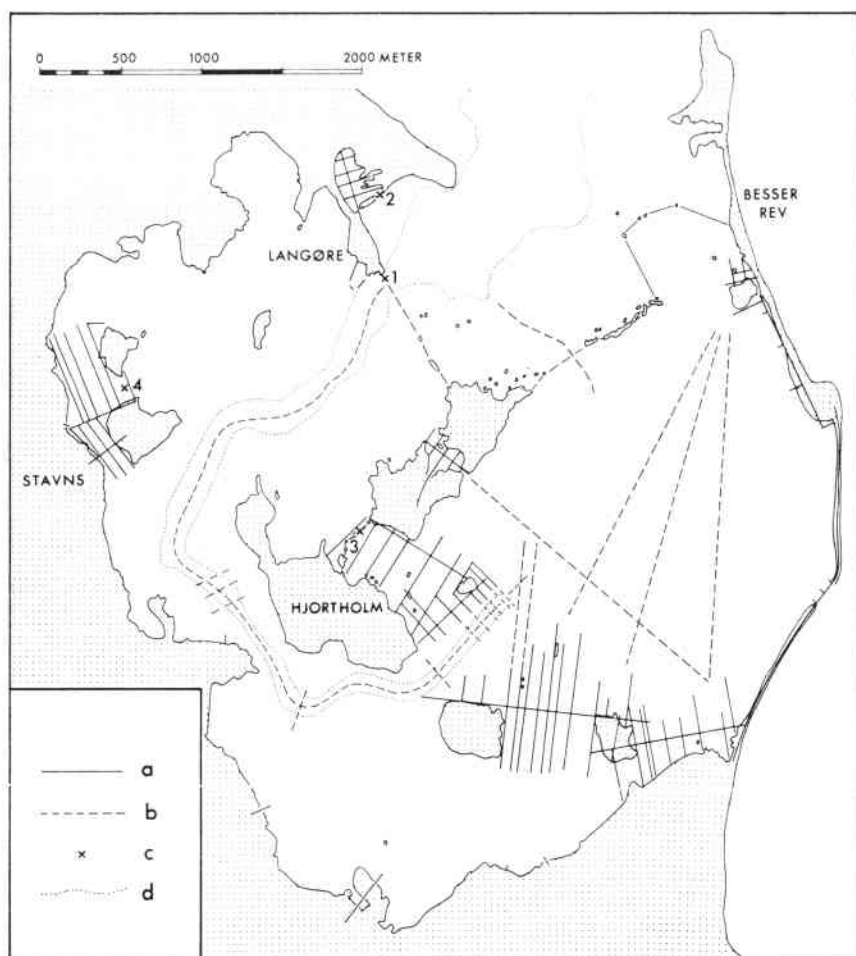 0 500 1000 2000 METER
BESSER
REV
2
LANGØRE
1
4
STAVNS
3
HJORTHOLM
a
b
c
d